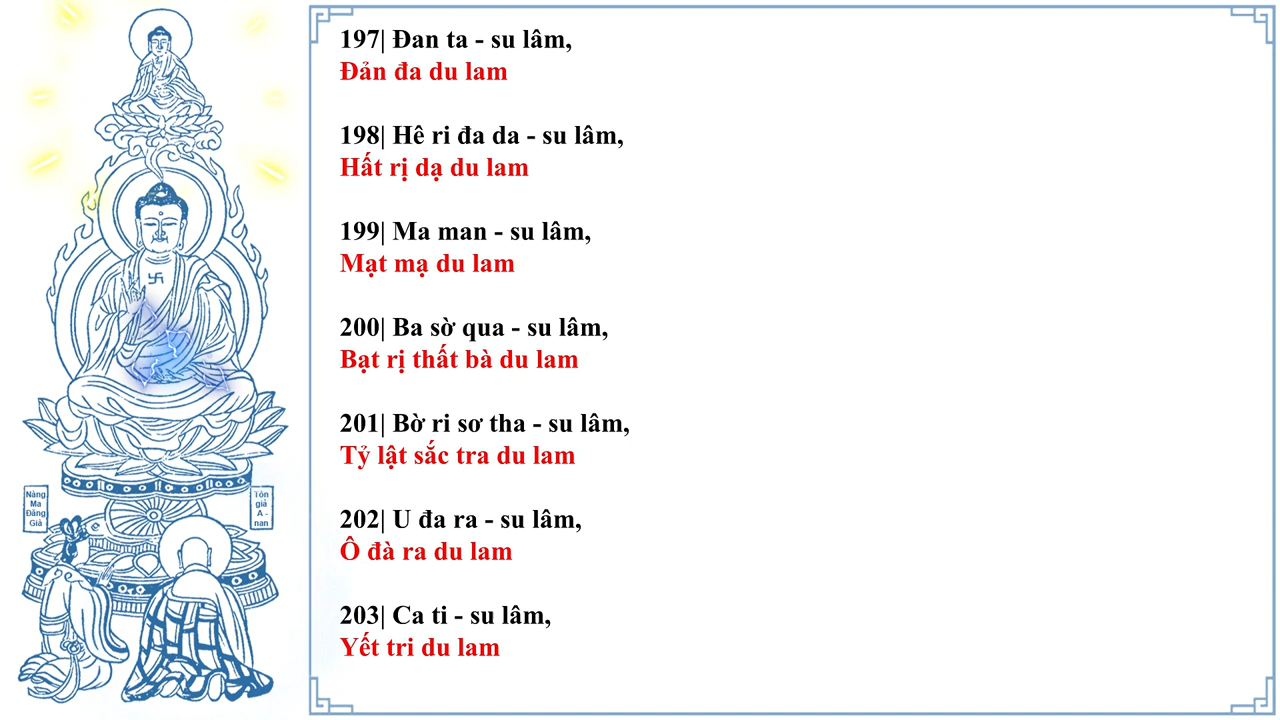 197| Đan ta - su lâm,
Đản đa du lam
198| Hê ri đa da - su lâm,
Hất rị dạ du lam
199| Ma man - su lâm,
Mạt mạ du lam
200| Ba sờ qua - su lâm,
Bạt rị thất bà du lam
201| Bờ ri sơ tha - su lâm,
Tỷ lật sắc tra du lam
202| U đa ra - su lâm,
Ô đà ra du lam
203| Ca ti - su lâm,
Yết tri du lam
Nàng
Ma
Đăng
Già
Tôn
giả
A -
nan